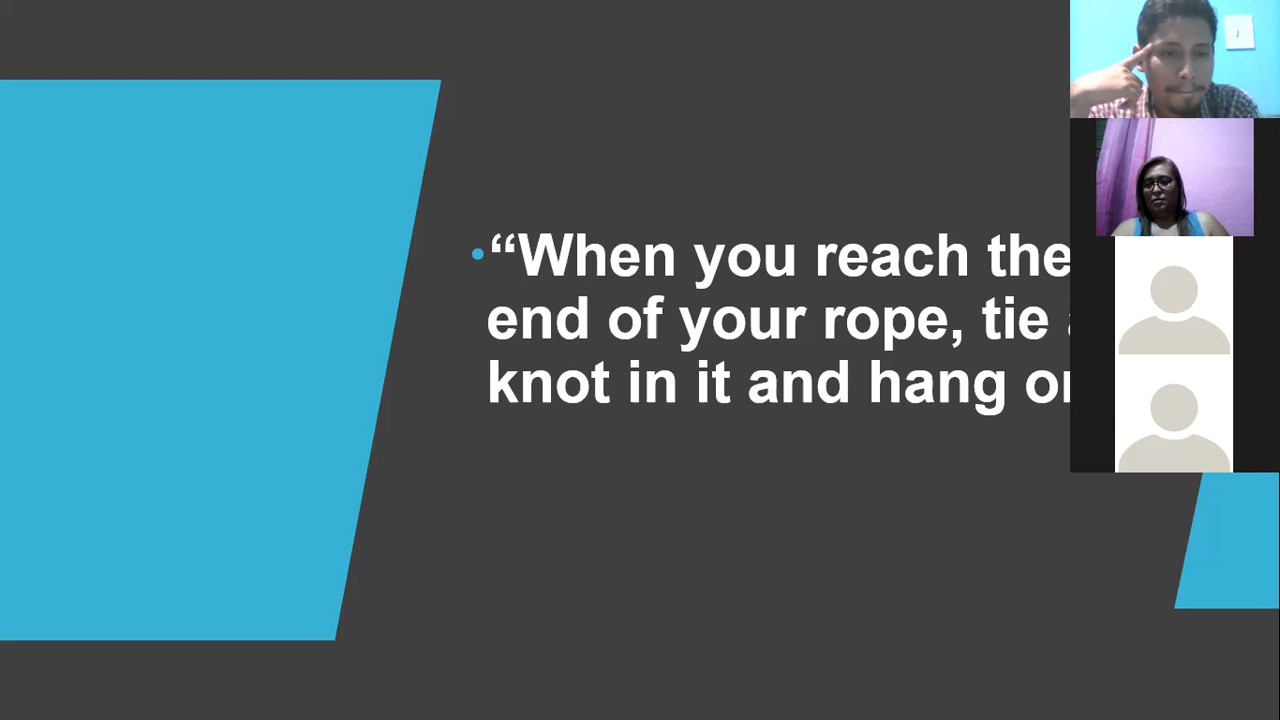 “When you reach the
end of your rope, tie
knot in it and hang